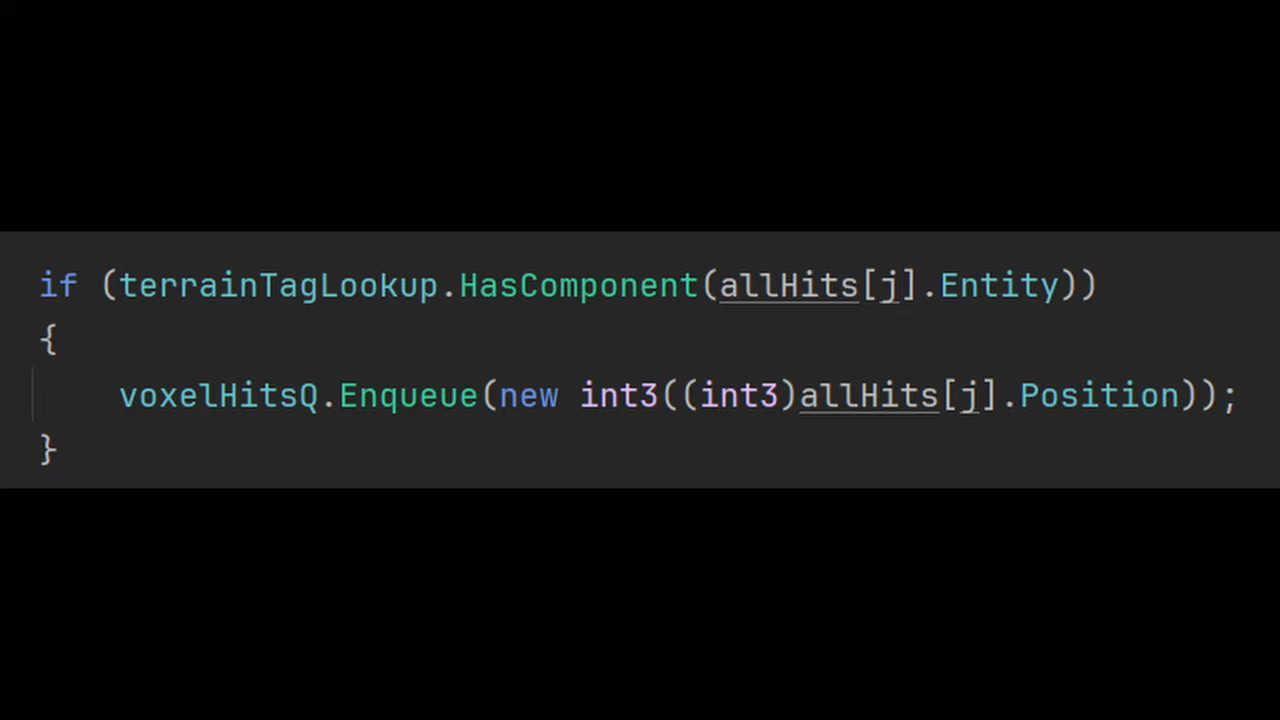 if (terrainTagLookup.HasComponent(allHits[j].Entity))
{
voxelHitsQ.Enqueue(new int3((int3)allHits[j].Position));
}